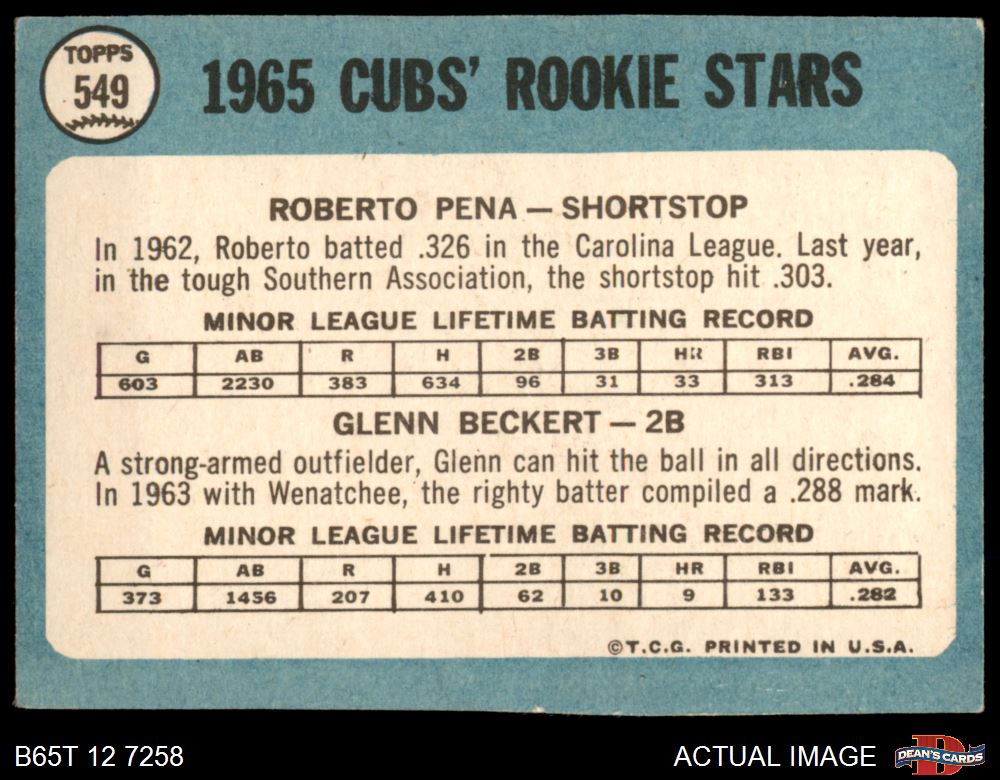 TOPPS
549
1965 CUBS' ROOKIE STARS
ROBERTO PENA — SHORTSTOP
In 1962, Roberto batted .326 in the Carolina League. Last year,
in the tough Southern Association, the shortstop hit .303.
MINOR LEAGUE LIFETIME BATTING RECORD
G AB R H 2B 3B HR RBI AVG.
603 2230 383 634 96 31 33 313 .284
GLENN BECKERT — 2B
A strong-armed outfielder, Glenn can hit the ball in all directions.
In 1963 with Wenatchee, the righty batter compiled a .288 mark.
MINOR LEAGUE LIFETIME BATTING RECORD
G AB R H 2B 3B HR RBI AVG.
373 1456 207 410 62 10 9 133 .282
©T.C.G. PRINTED IN U.S.A.
B65T 12 7258
ACTUAL IMAGE
D
DEAN'S CARDS